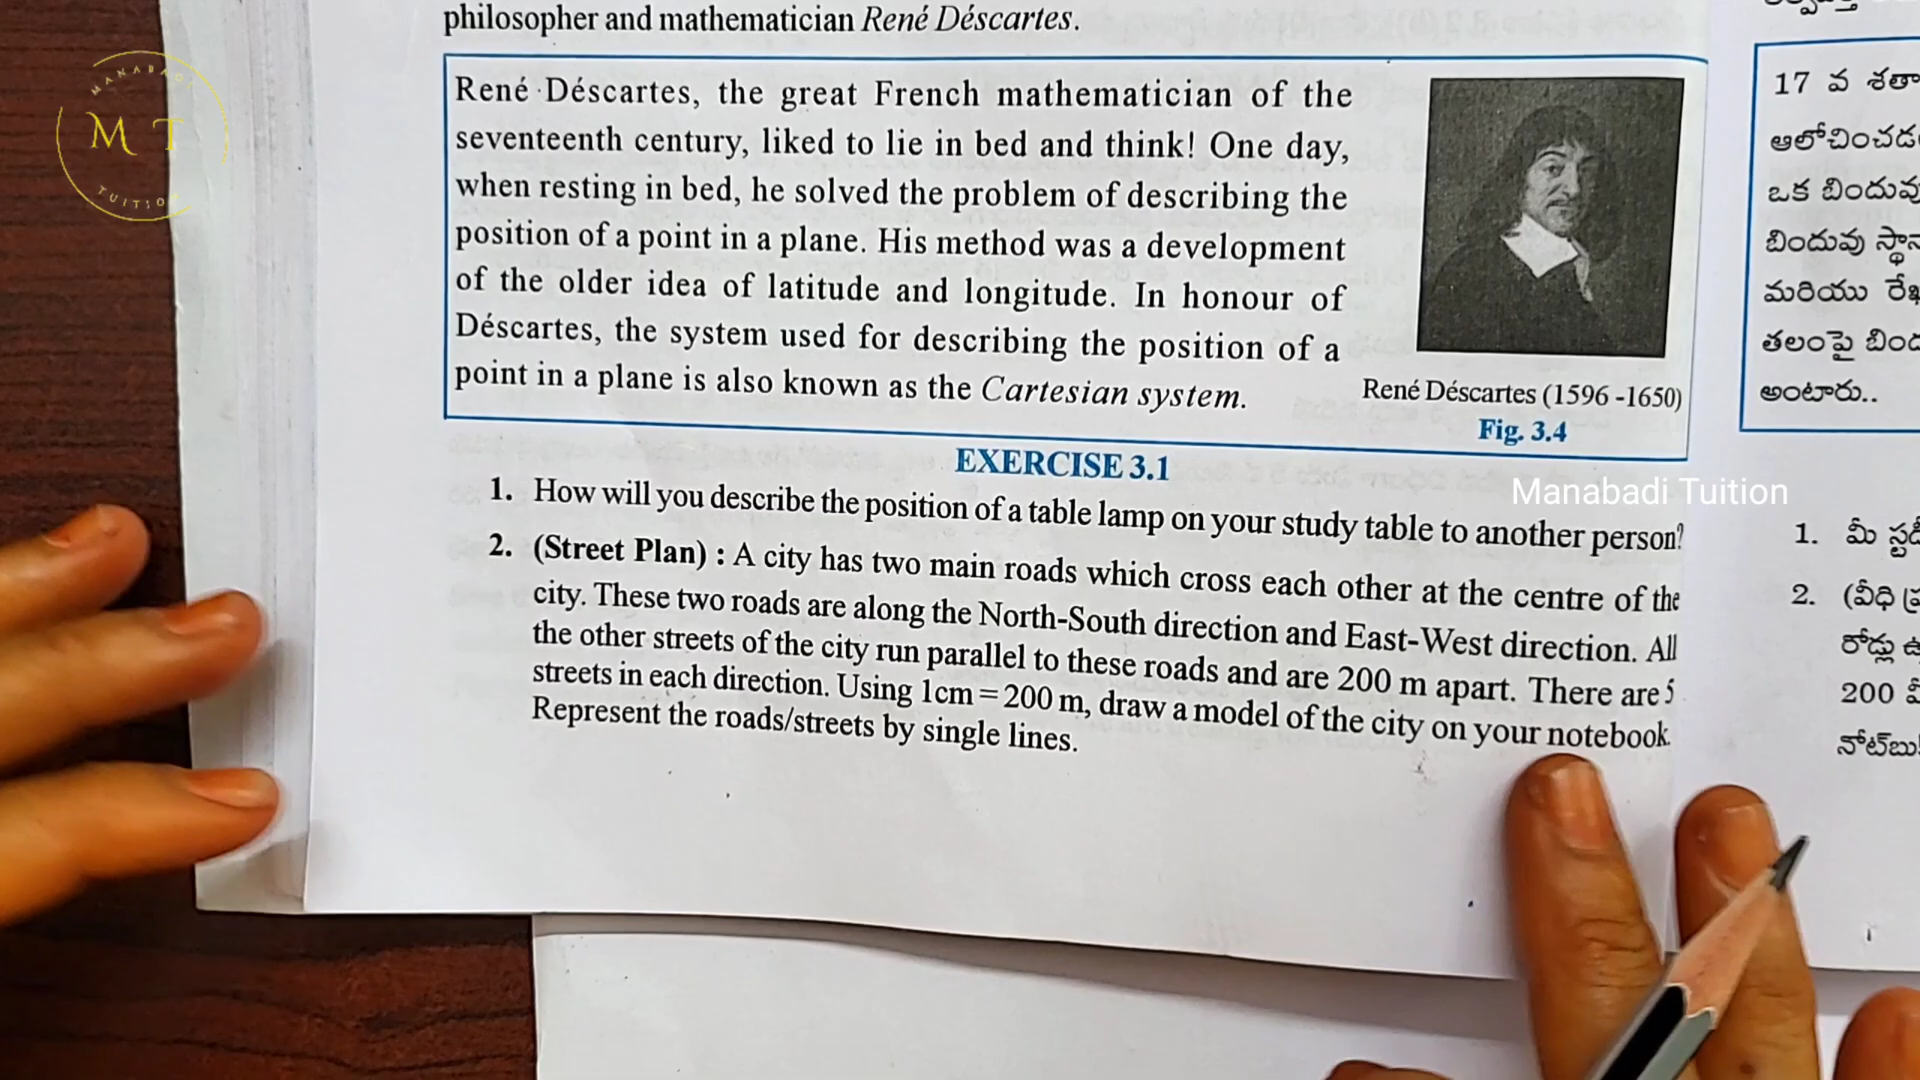 philosopher and mathematician René Déscartes.
René Déscartes, the great French mathematician of the
seventeenth century, liked to lie in bed and think! One day,
when resting in bed, he solved the problem of describing the
position of a point in a plane. His method was a development
of the older idea of latitude and longitude. In honour of
Déscartes, the system used for describing the position of a
point in a plane is also known as the Cartesian system.
René Déscartes (1596 -1650)
Fig. 3.4
EXERCISE 3.1
1. How will you describe the position of a table lamp on your study table to another person?
2. (Street Plan) : A city has two main roads which cross each other at the centre of the
city. These two roads are along the North-South direction and East-West direction. All
the other streets of the city run parallel to these roads and are 200 m apart. There are 5
streets in each direction. Using 1cm = 200 m, draw a model of the city on your notebook.
Represent the roads/streets by single lines.
17 వ
ఒక
బిందువు
మరియు
తలంపై
అంటారు..
1. మీ
2.
రోడ్లు
200
MANABADI
M T
TUITION
Manabadi Tuition